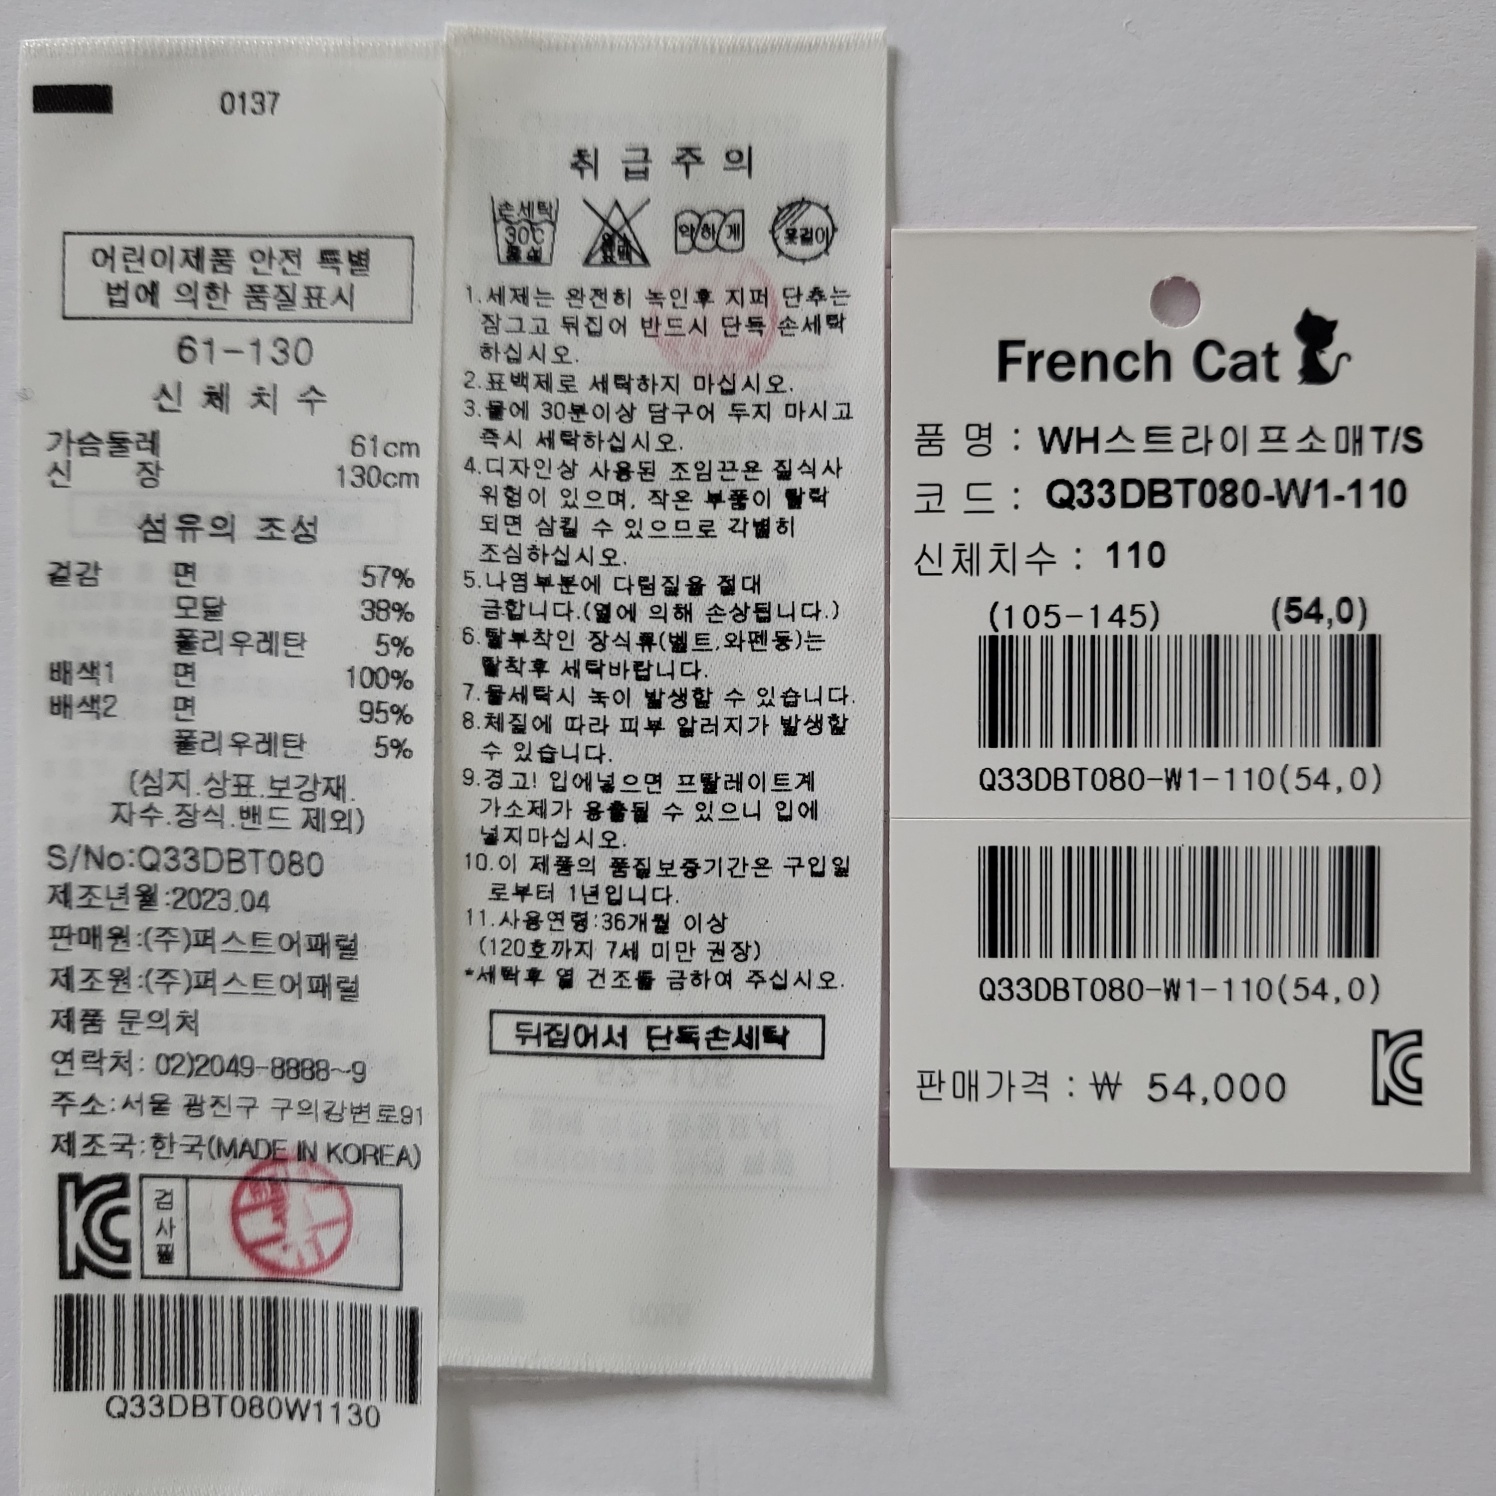 0137
어린이제품 안전 특별
법에 의한 품질표시
61-130
신 체 치 수
가슴둘레 61cm
신 장 130cm
섬유의 조성
겉감 면 57%
모달 38%
폴리우레탄 5%
배색1 면 100%
배색2 면 95%
폴리우레탄 5%
(심지.상표.보강재.
자수.장식.밴드 제외)
S/No:Q33DBT080
제조년월:2023.04
판매원:(주)퍼스트어패럴
제조원:(주)퍼스트어패럴
제품 문의처
연락처: 02)2049-8888~9
주소:서울 광진구 구의강변로91
제조국:한국(MADE IN KOREA)
KC 검사필
Q33DBT080W1130
취 급 주 의
손세탁 30℃ 중성 염소표백 약하게 옷걸이
1.세제는 완전히 녹인후 지퍼 단추는
잠그고 뒤집어 반드시 단독 손세탁
하십시오.
2.표백제로 세탁하지 마십시오.
3.물에 30분이상 담구어 두지 마시고
즉시 세탁하십시오.
4.디자인상 사용된 조임끈은 질식사
위험이 있으며, 작은 부품이 탈락
되면 삼킬 수 있으므로 각별히
조심하십시오.
5.나염부분에 다림질을 절대
금합니다.(열에 의해 손상됩니다.)
6.탈부착인 장식류(벨트,와펜등)는
탈착후 세탁바랍니다.
7.물세탁시 녹이 발생할 수 있습니다.
8.체질에 따라 피부 알러지가 발생할
수 있습니다.
9.경고! 입에넣으면 프탈레이트계
가소제가 용출될 수 있으니 입에
넣지마십시오.
10.이 제품의 품질보증기간은 구입일
로부터 1년입니다.
11.사용연령:36개월 이상
(120호까지 7세 미만 권장)
*세탁후 열 건조를 금하여 주십시오.
뒤집어서 단독손세탁
French Cat
품 명 : WH스트라이프소매T/S
코 드 : Q33DBT080-W1-110
신체치수 : 110
(105-145) (54,0)
Q33DBT080-W1-110(54,0)
Q33DBT080-W1-110(54,0)
판매가격 : ₩ 54,000
KC